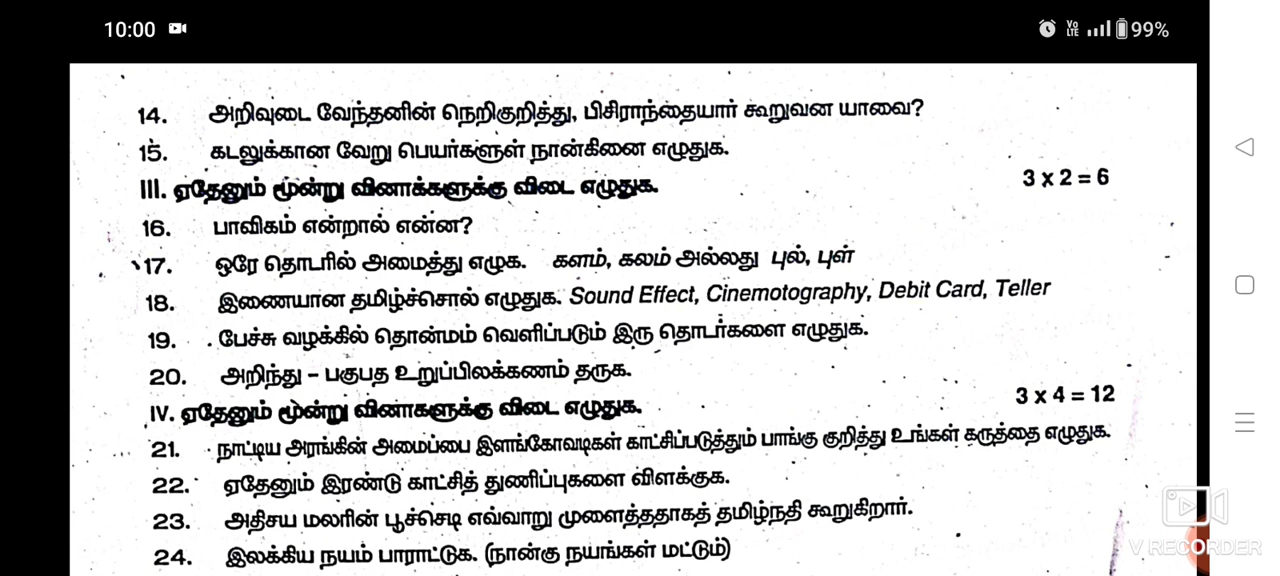 10:00 Vo LTE 99%
14. அறிவுடை வேந்தனின் நெறிகுறித்து, பிசிராந்தையார் கூறுவன யாவை?
15. கடலுக்கான வேறு பெயர்களுள் நான்கினை எழுதுக.
III. ஏதேனும் மூன்று வினாக்களுக்கு விடை எழுதுக. 3 x 2 = 6
16. பாவிகம் என்றால் என்ன?
17. ஒரே தொடரில் அமைத்து எழுக. களம், கலம் அல்லது புல், புள்
18. இணையான தமிழ்ச்சொல் எழுதுக. Sound Effect, Cinemotography, Debit Card, Teller
19. பேச்சு வழக்கில் தொன்மம் வெளிப்படும் இரு தொடர்களை எழுதுக.
20. அறிந்து – பகுபத உறுப்பிலக்கணம் தருக.
IV. ஏதேனும் மூன்று வினாகளுக்கு விடை எழுதுக. 3 x 4 = 12
21. நாட்டிய அரங்கின் அமைப்பை இளங்கோவடிகள் காட்சிப்படுத்தும் பாங்கு குறித்து உங்கள் கருத்தை எழுதுக.
22. ஏதேனும் இரண்டு காட்சித் துணிப்புகளை விளக்குக.
23. அதிசய மலரின் பூச்செடி எவ்வாறு முளைத்ததாகத் தமிழ்நதி கூறுகிறார்.
24. இலக்கிய நயம் பாராட்டுக. (நான்கு நயங்கள் மட்டும்)
V RECORDER